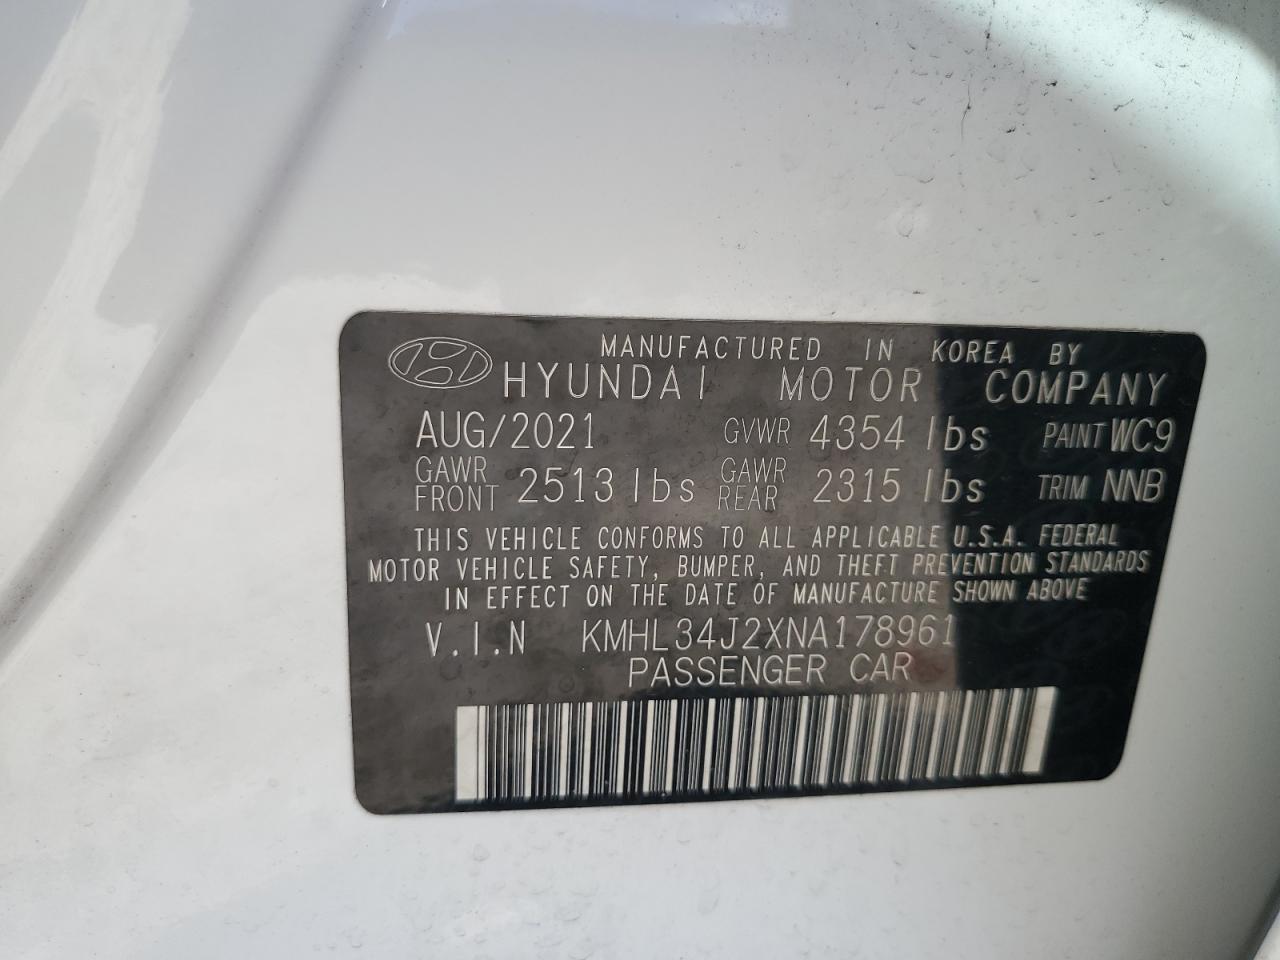 MANUFACTURED IN KOREA BY
HYUNDAI MOTOR COMPANY
AUG/2021 GVWR 4354 lbs PAINT WC9
GAWR FRONT 2513 lbs GAWR REAR 2315 lbs TRIM NNB
THIS VEHICLE CONFORMS TO ALL APPLICABLE U.S.A. FEDERAL
MOTOR VEHICLE SAFETY, BUMPER, AND THEFT PREVENTION STANDARDS
IN EFFECT ON THE DATE OF MANUFACTURE SHOWN ABOVE
V.I.N KMHL34J2XNA178961
PASSENGER CAR